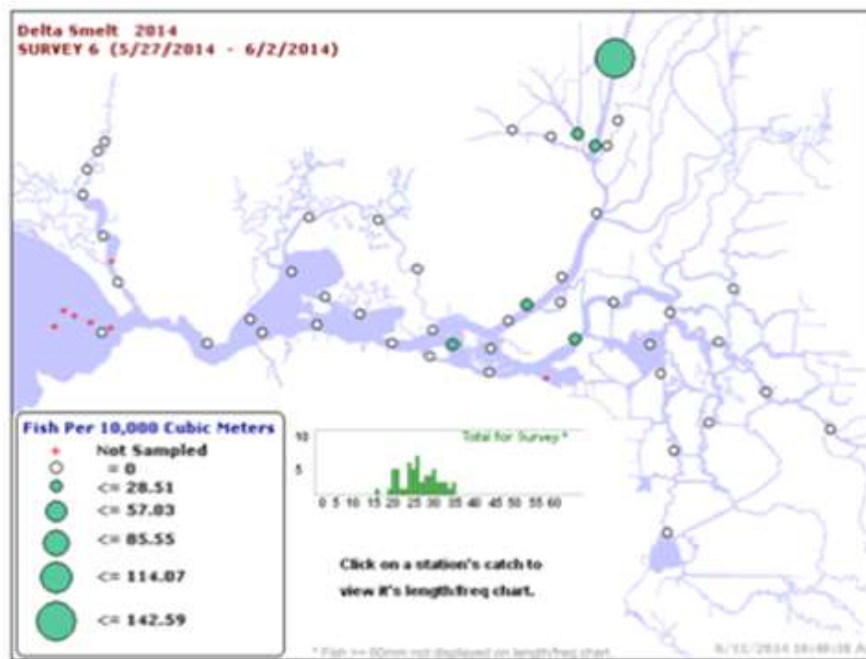 Delta Smelt 2014
SURVEY 6 (5/27/2014 - 6/2/2014)
Fish Per 10,000 Cubic Meters
Not Sampled
= 0
<= 28.51
<= 57.03
<= 85.55
<= 114.07
<= 142.59
Total for Survey *
10
5
0 5 10 15 20 25 30 35 40 45 50 55 60
Click on a station's catch to
view it's length/freq chart.
* Fish >= 60mm not displayed on length/freq chart.